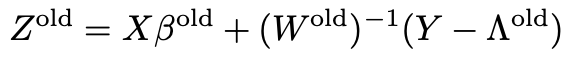 Z^old = Xβ^old + (W^old)^−1(Y − Λ^old)